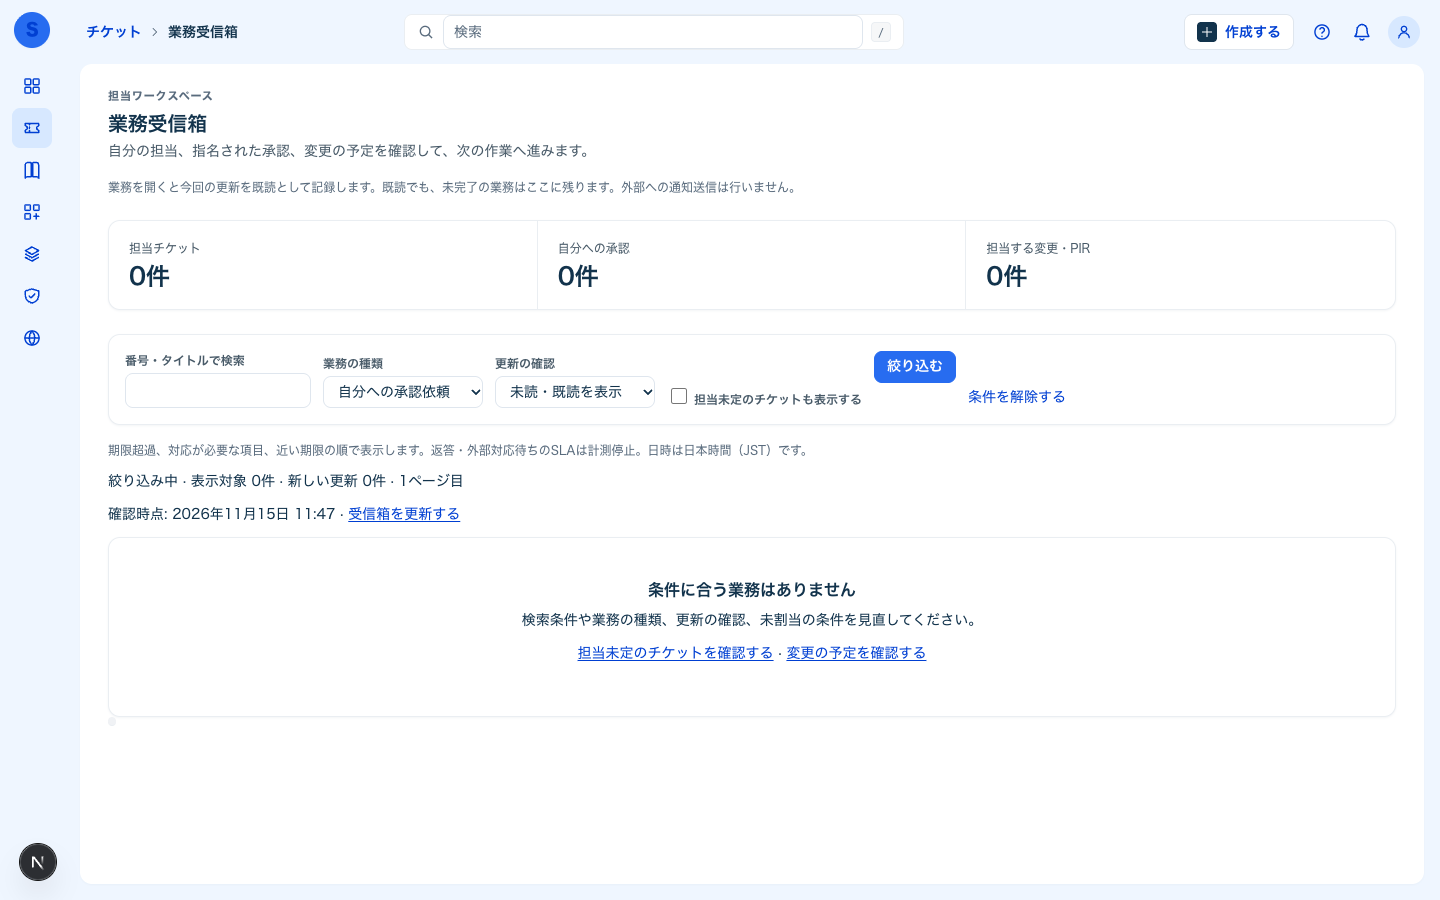 S
チケット > 業務受信箱
検索
/
作成する
担当ワークスペース
業務受信箱
自分の担当、指名された承認、変更の予定を確認して、次の作業へ進みます。
業務を開くと今回の更新を既読として記録します。既読でも、未完了の業務はここに残ります。外部への通知送信は行いません。
担当チケット
0件
自分への承認
0件
担当する変更・PIR
0件
番号・タイトルで検索
業務の種類
自分への承認依頼
更新の確認
未読・既読を表示
担当未定のチケットも表示する
絞り込む
条件を解除する
期限超過、対応が必要な項目、近い期限の順で表示します。返答・外部対応待ちのSLAは計測停止。日時は日本時間（JST）です。
絞り込み中 · 表示対象 0件 · 新しい更新 0件 · 1ページ目
確認時点: 2026年11月15日 11:47 · 受信箱を更新する
条件に合う業務はありません
検索条件や業務の種類、更新の確認、未割当の条件を見直してください。
担当未定のチケットを確認する · 変更の予定を確認する
N